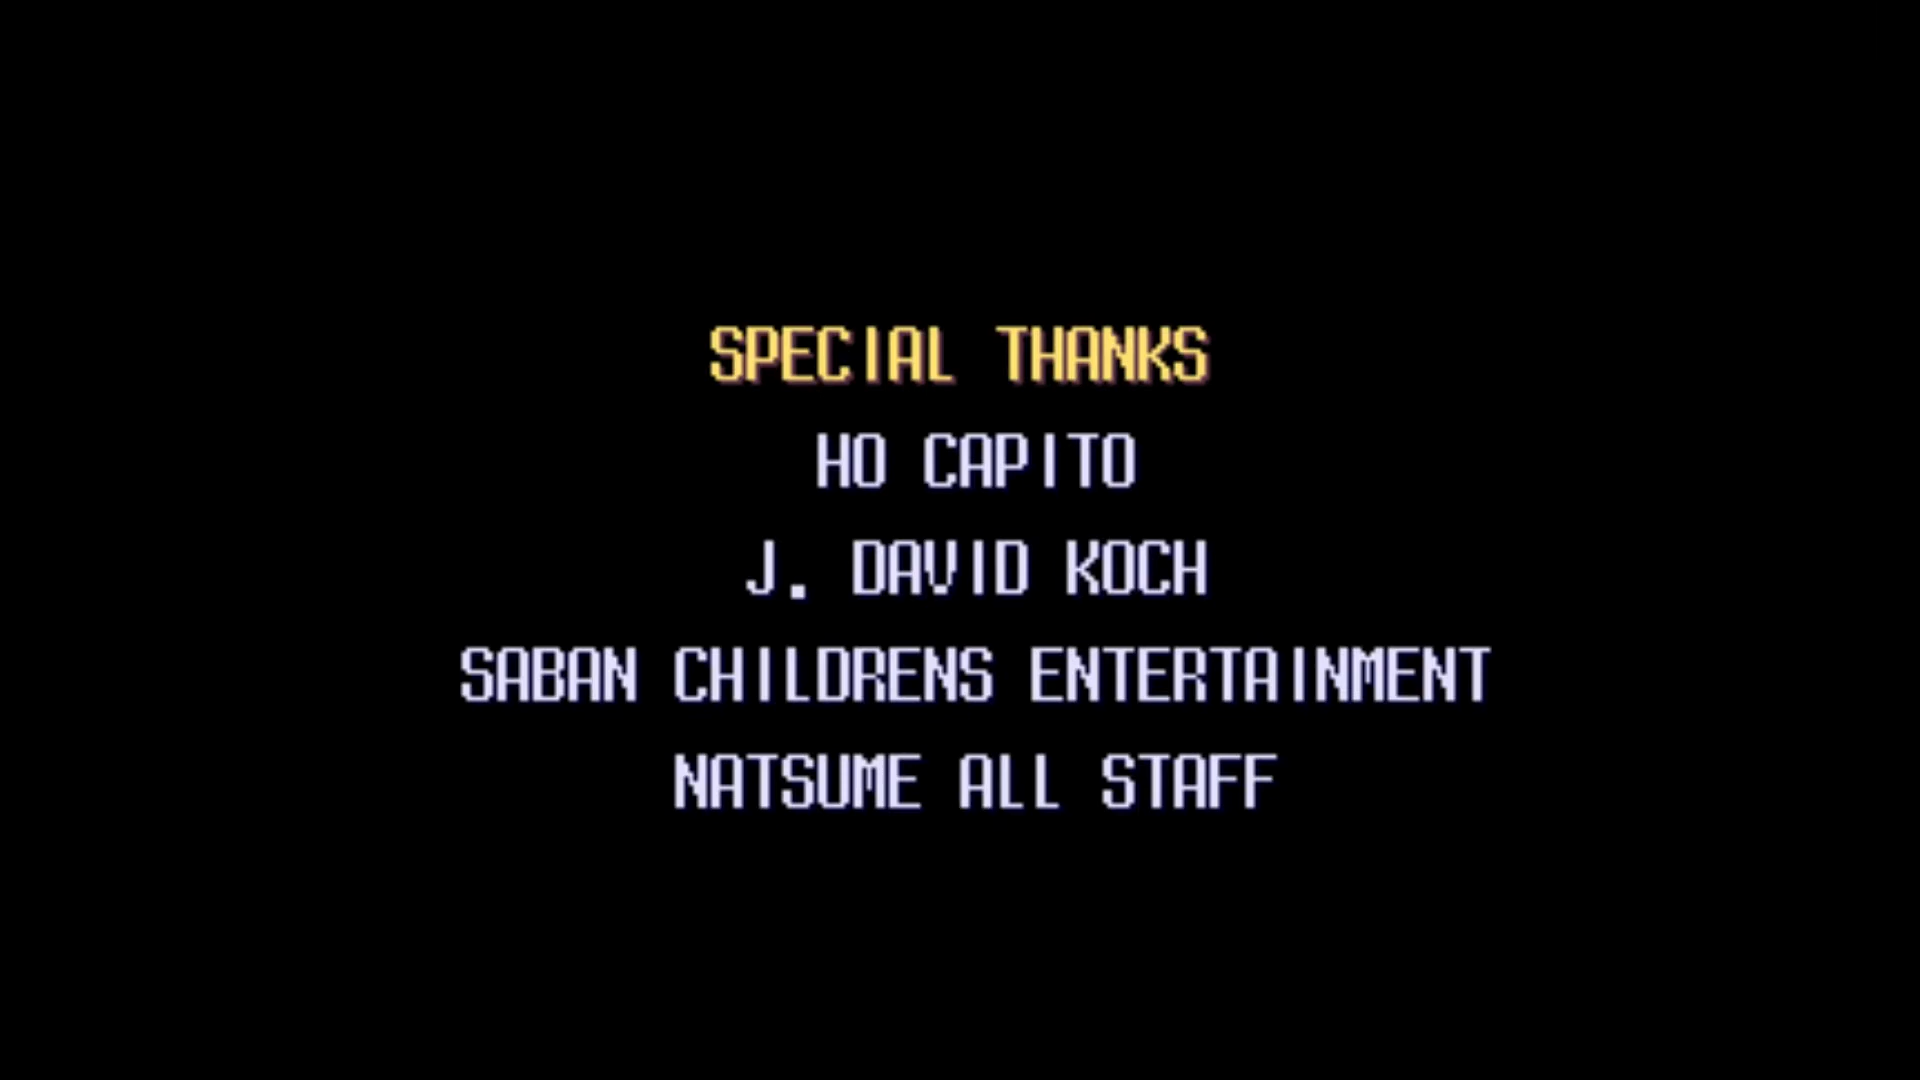 SPECIAL THANKS
HO CAPITO
J. DAVID KOCH
SABAN CHILDRENS ENTERTAINMENT
NATSUME ALL STAFF